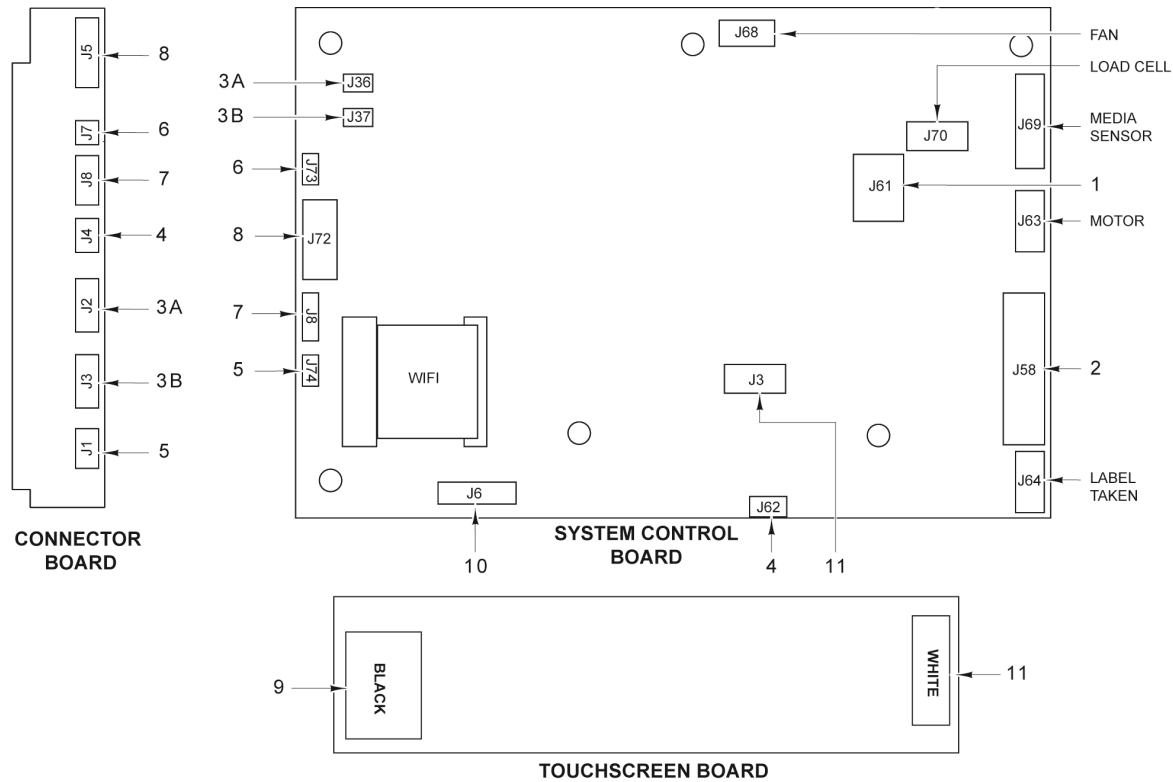 J5
8
J7
6
J8
7
J4
4
J2
3A
J3
3B
J1
5
CONNECTOR
BOARD
J68
FAN
LOAD CELL
3A
J36
3B
J37
J70
J69
MEDIA
SENSOR
6
J73
J61
1
8
J72
J63
MOTOR
7
J8
5
J74
WIFI
J3
J58
2
J6
J62
J64
LABEL
TAKEN
SYSTEM CONTROL
BOARD
10
4
11
9
BLACK
WHITE
11
TOUCHSCREEN BOARD